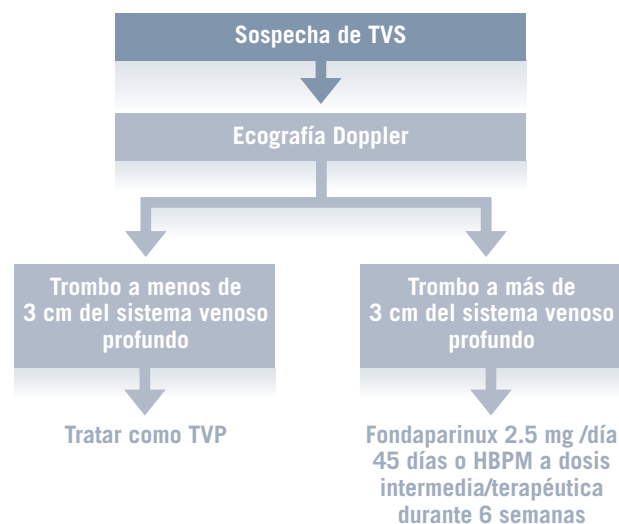 Sospecha de TVS
Ecografía Doppler
Trombo a menos de
3 cm del sistema venoso
profundo
Trombo a más de
3 cm del sistema venoso
profundo
Tratar como TVP
Fondaparinux 2.5 mg /día
45 días o HBPM a dosis
intermedia/terapéutica
durante 6 semanas